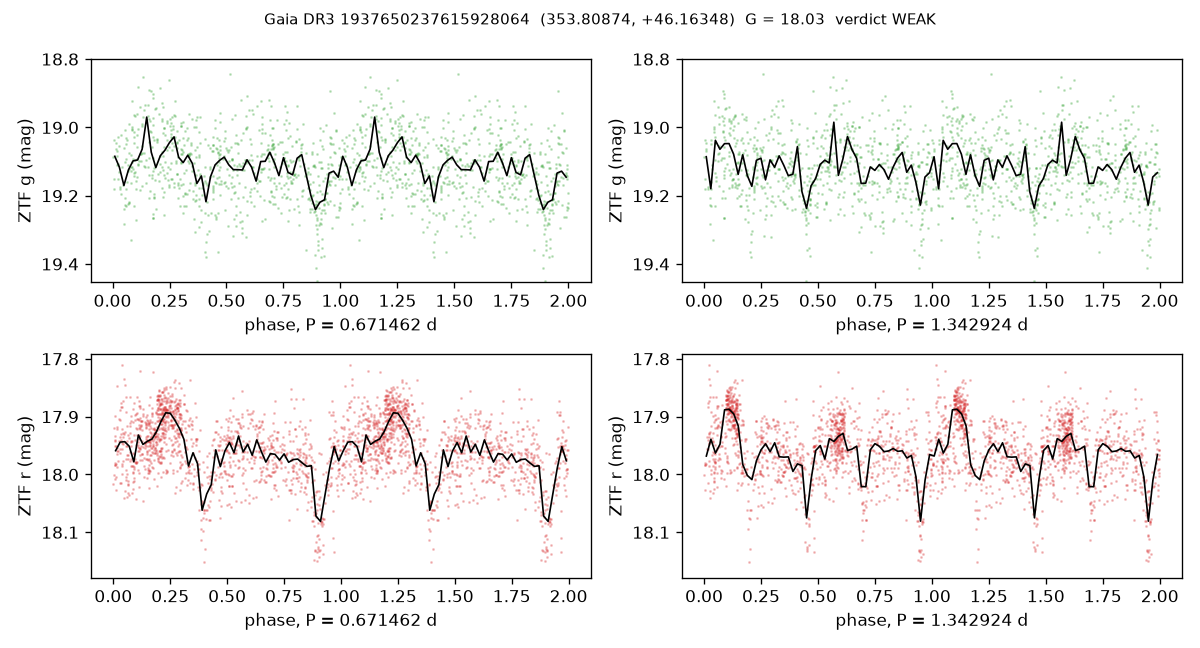 Gaia DR3 1937650237615928064  (353.80874, +46.16348)  G = 18.03  verdict WEAK
18.8
19.0
19.2
19.4
ZTF g (mag)
0.00 0.25 0.50 0.75 1.00 1.25 1.50 1.75 2.00
phase, P = 0.671462 d
18.8
19.0
19.2
19.4
ZTF g (mag)
0.00 0.25 0.50 0.75 1.00 1.25 1.50 1.75 2.00
phase, P = 1.342924 d
17.8
17.9
18.0
18.1
ZTF r (mag)
0.00 0.25 0.50 0.75 1.00 1.25 1.50 1.75 2.00
phase, P = 0.671462 d
17.8
17.9
18.0
18.1
ZTF r (mag)
0.00 0.25 0.50 0.75 1.00 1.25 1.50 1.75 2.00
phase, P = 1.342924 d